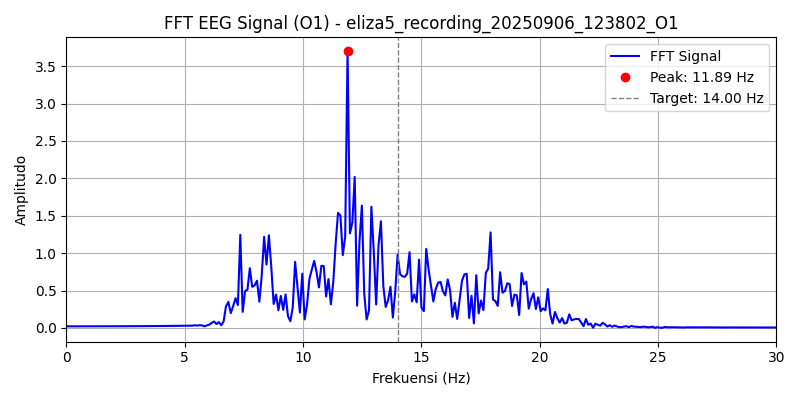 FFT EEG Signal (O1) - eliza5_recording_20250906_123802_O1
FFT Signal
Peak: 11.89 Hz
Target: 14.00 Hz
Amplitudo
3.5
3.0
2.5
2.0
1.5
1.0
0.5
0.0
0 5 10 15 20 25 30
Frekuensi (Hz)